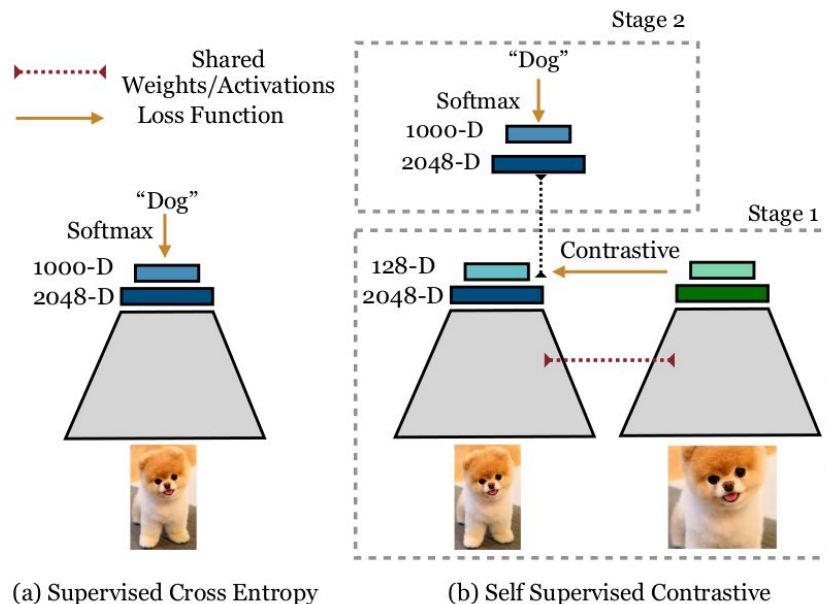 Shared
Weights/Activations
Loss Function
“Dog”
Softmax
1000-D
2048-D
(a) Supervised Cross Entropy
Stage 2
“Dog”
Softmax
1000-D
2048-D
Stage 1
Contrastive
128-D
2048-D
(b) Self Supervised Contrastive